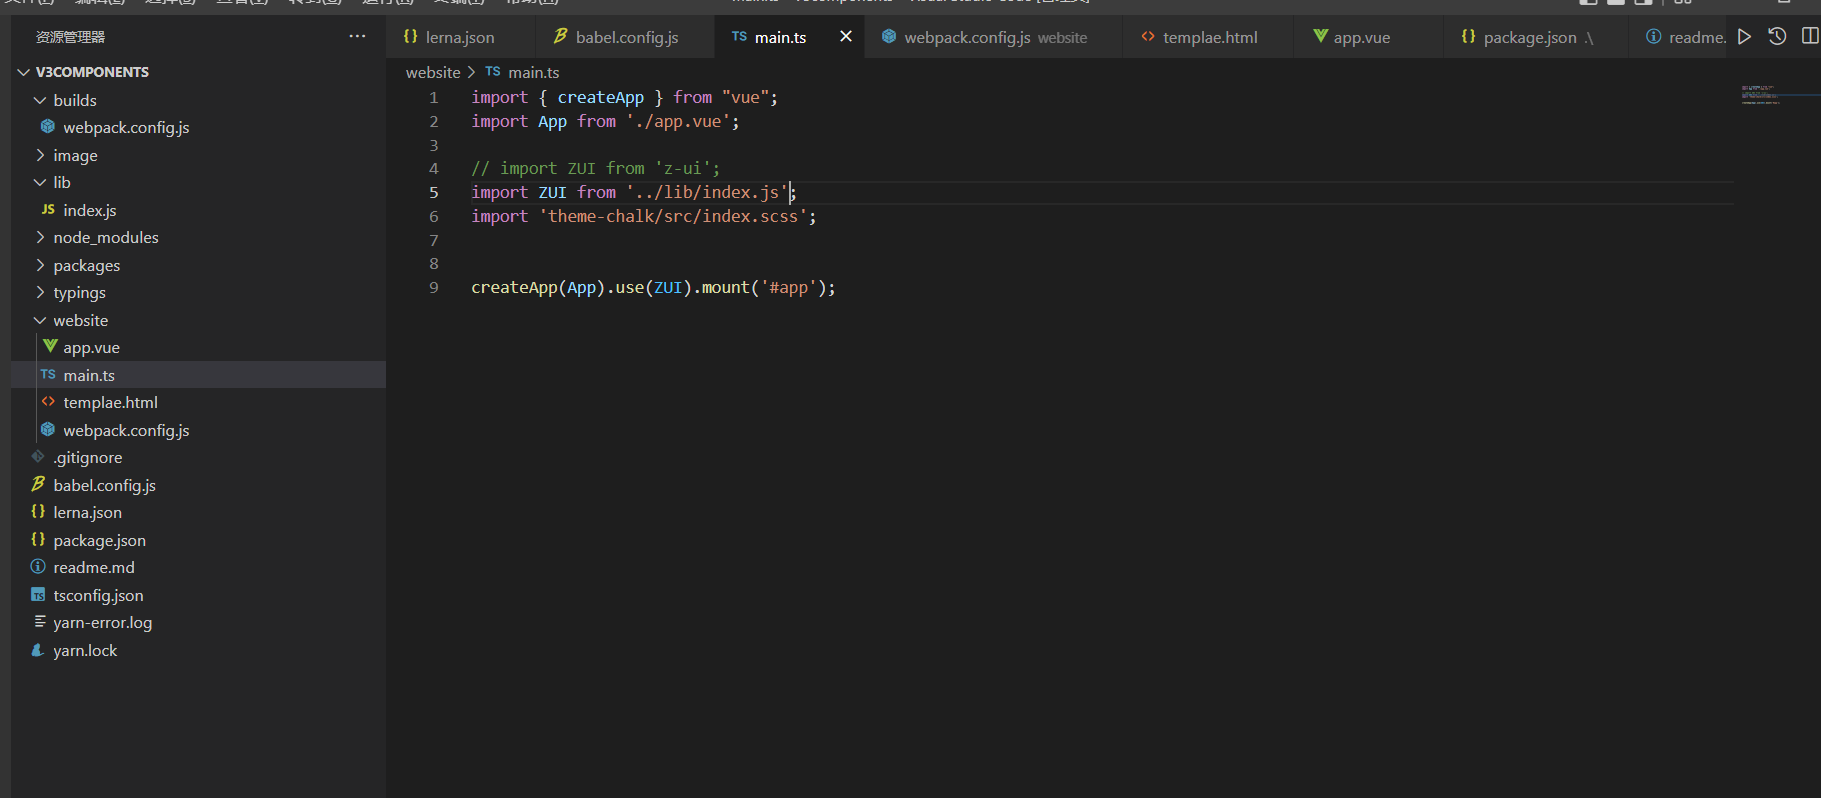 资源管理器 ···
V3COMPONENTS
builds
webpack.config.js
image
lib
JS index.js
node_modules
packages
typings
website
app.vue
TS main.ts
<> templae.html
webpack.config.js
.gitignore
babel.config.js
{} lerna.json
{} package.json
readme.md
TS tsconfig.json
yarn-error.log
yarn.lock
{} lerna.json babel.config.js TS main.ts webpack.config.js website <> templae.html app.vue {} package.json .\ readme.
website > TS main.ts
1 import { createApp } from "vue";
2 import App from './app.vue';
3
4 // import ZUI from 'z-ui';
5 import ZUI from '../lib/index.js';
6 import 'theme-chalk/src/index.scss';
7
8
9 createApp(App).use(ZUI).mount('#app');